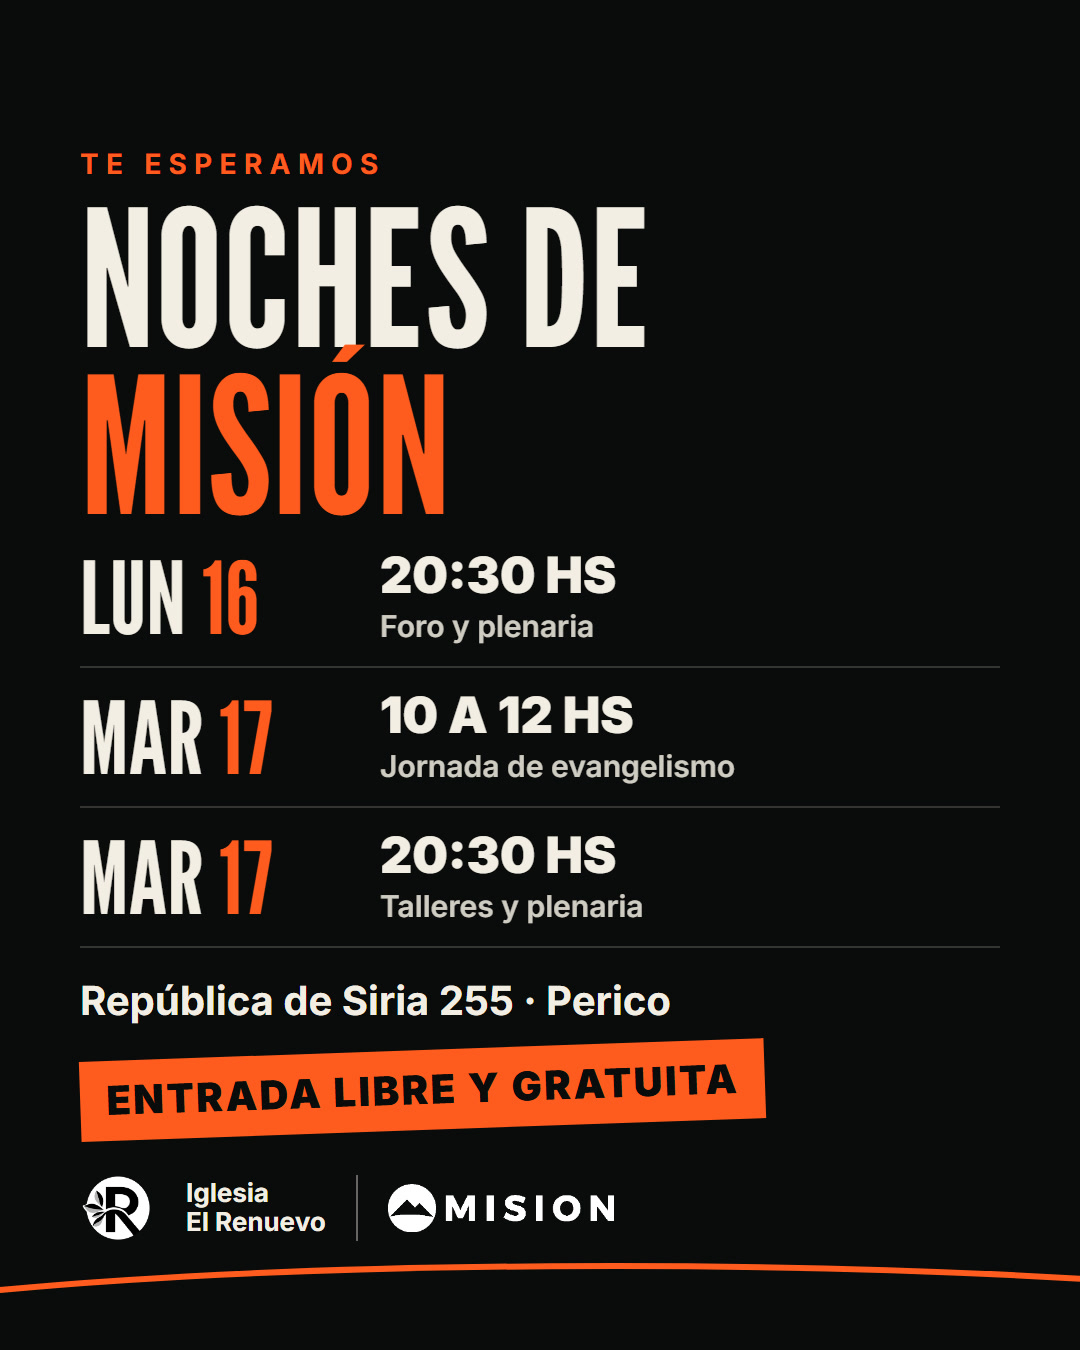 TE ESPERAMOS
NOCHES DE
MISIÓN
LUN 16
20:30 HS
Foro y plenaria
MAR 17
10 A 12 HS
Jornada de evangelismo
MAR 17
20:30 HS
Talleres y plenaria
República de Siria 255 · Perico
ENTRADA LIBRE Y GRATUITA
R
Iglesia
El Renuevo
MISION